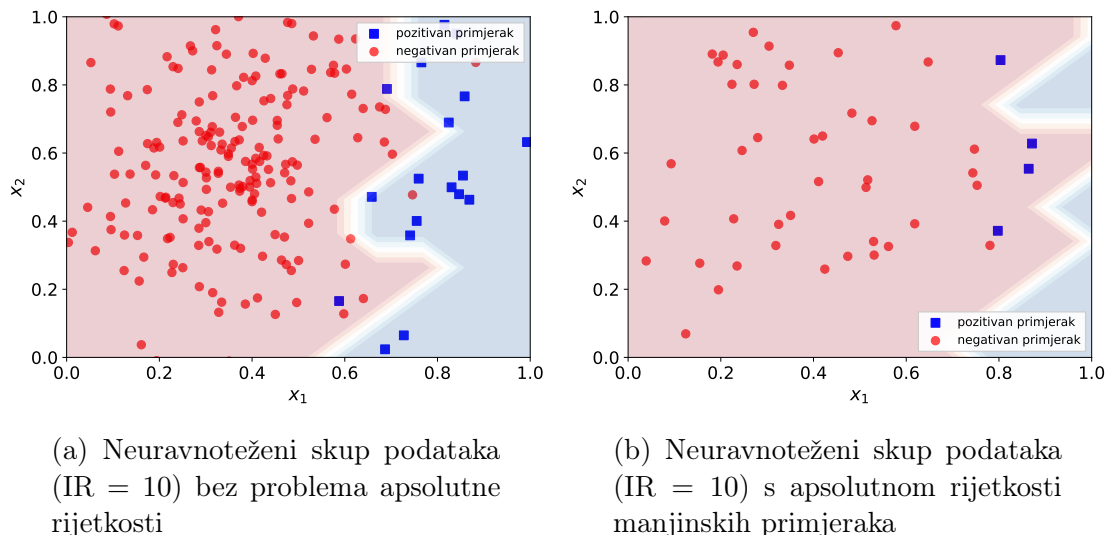 1.0
0.8
0.6
0.4
0.2
0.0
x2
0.0 0.2 0.4 0.6 0.8 1.0
x1
pozitivan primjerak
negativan primjerak
(a) Neuravnoteženi skup podataka
(IR = 10) bez problema apsolutne
rijetkosti
1.0
0.8
0.6
0.4
0.2
0.0
x2
0.0 0.2 0.4 0.6 0.8 1.0
x1
pozitivan primjerak
negativan primjerak
(b) Neuravnoteženi skup podataka
(IR = 10) s apsolutnom rijetkosti
manjinskih primjeraka